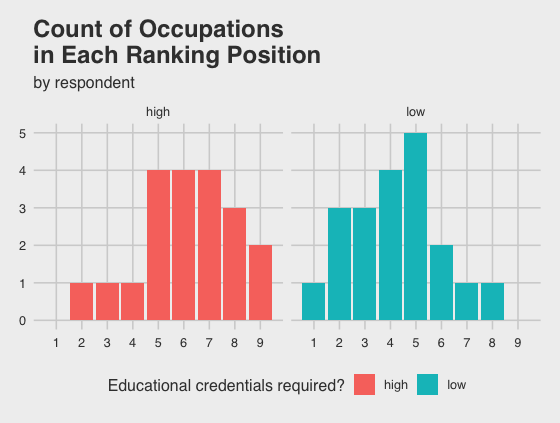 Count of Occupations
in Each Ranking Position
by respondent
high low
5
4
3
2
1
0
1 2 3 4 5 6 7 8 9 1 2 3 4 5 6 7 8 9
Educational credentials required? high low